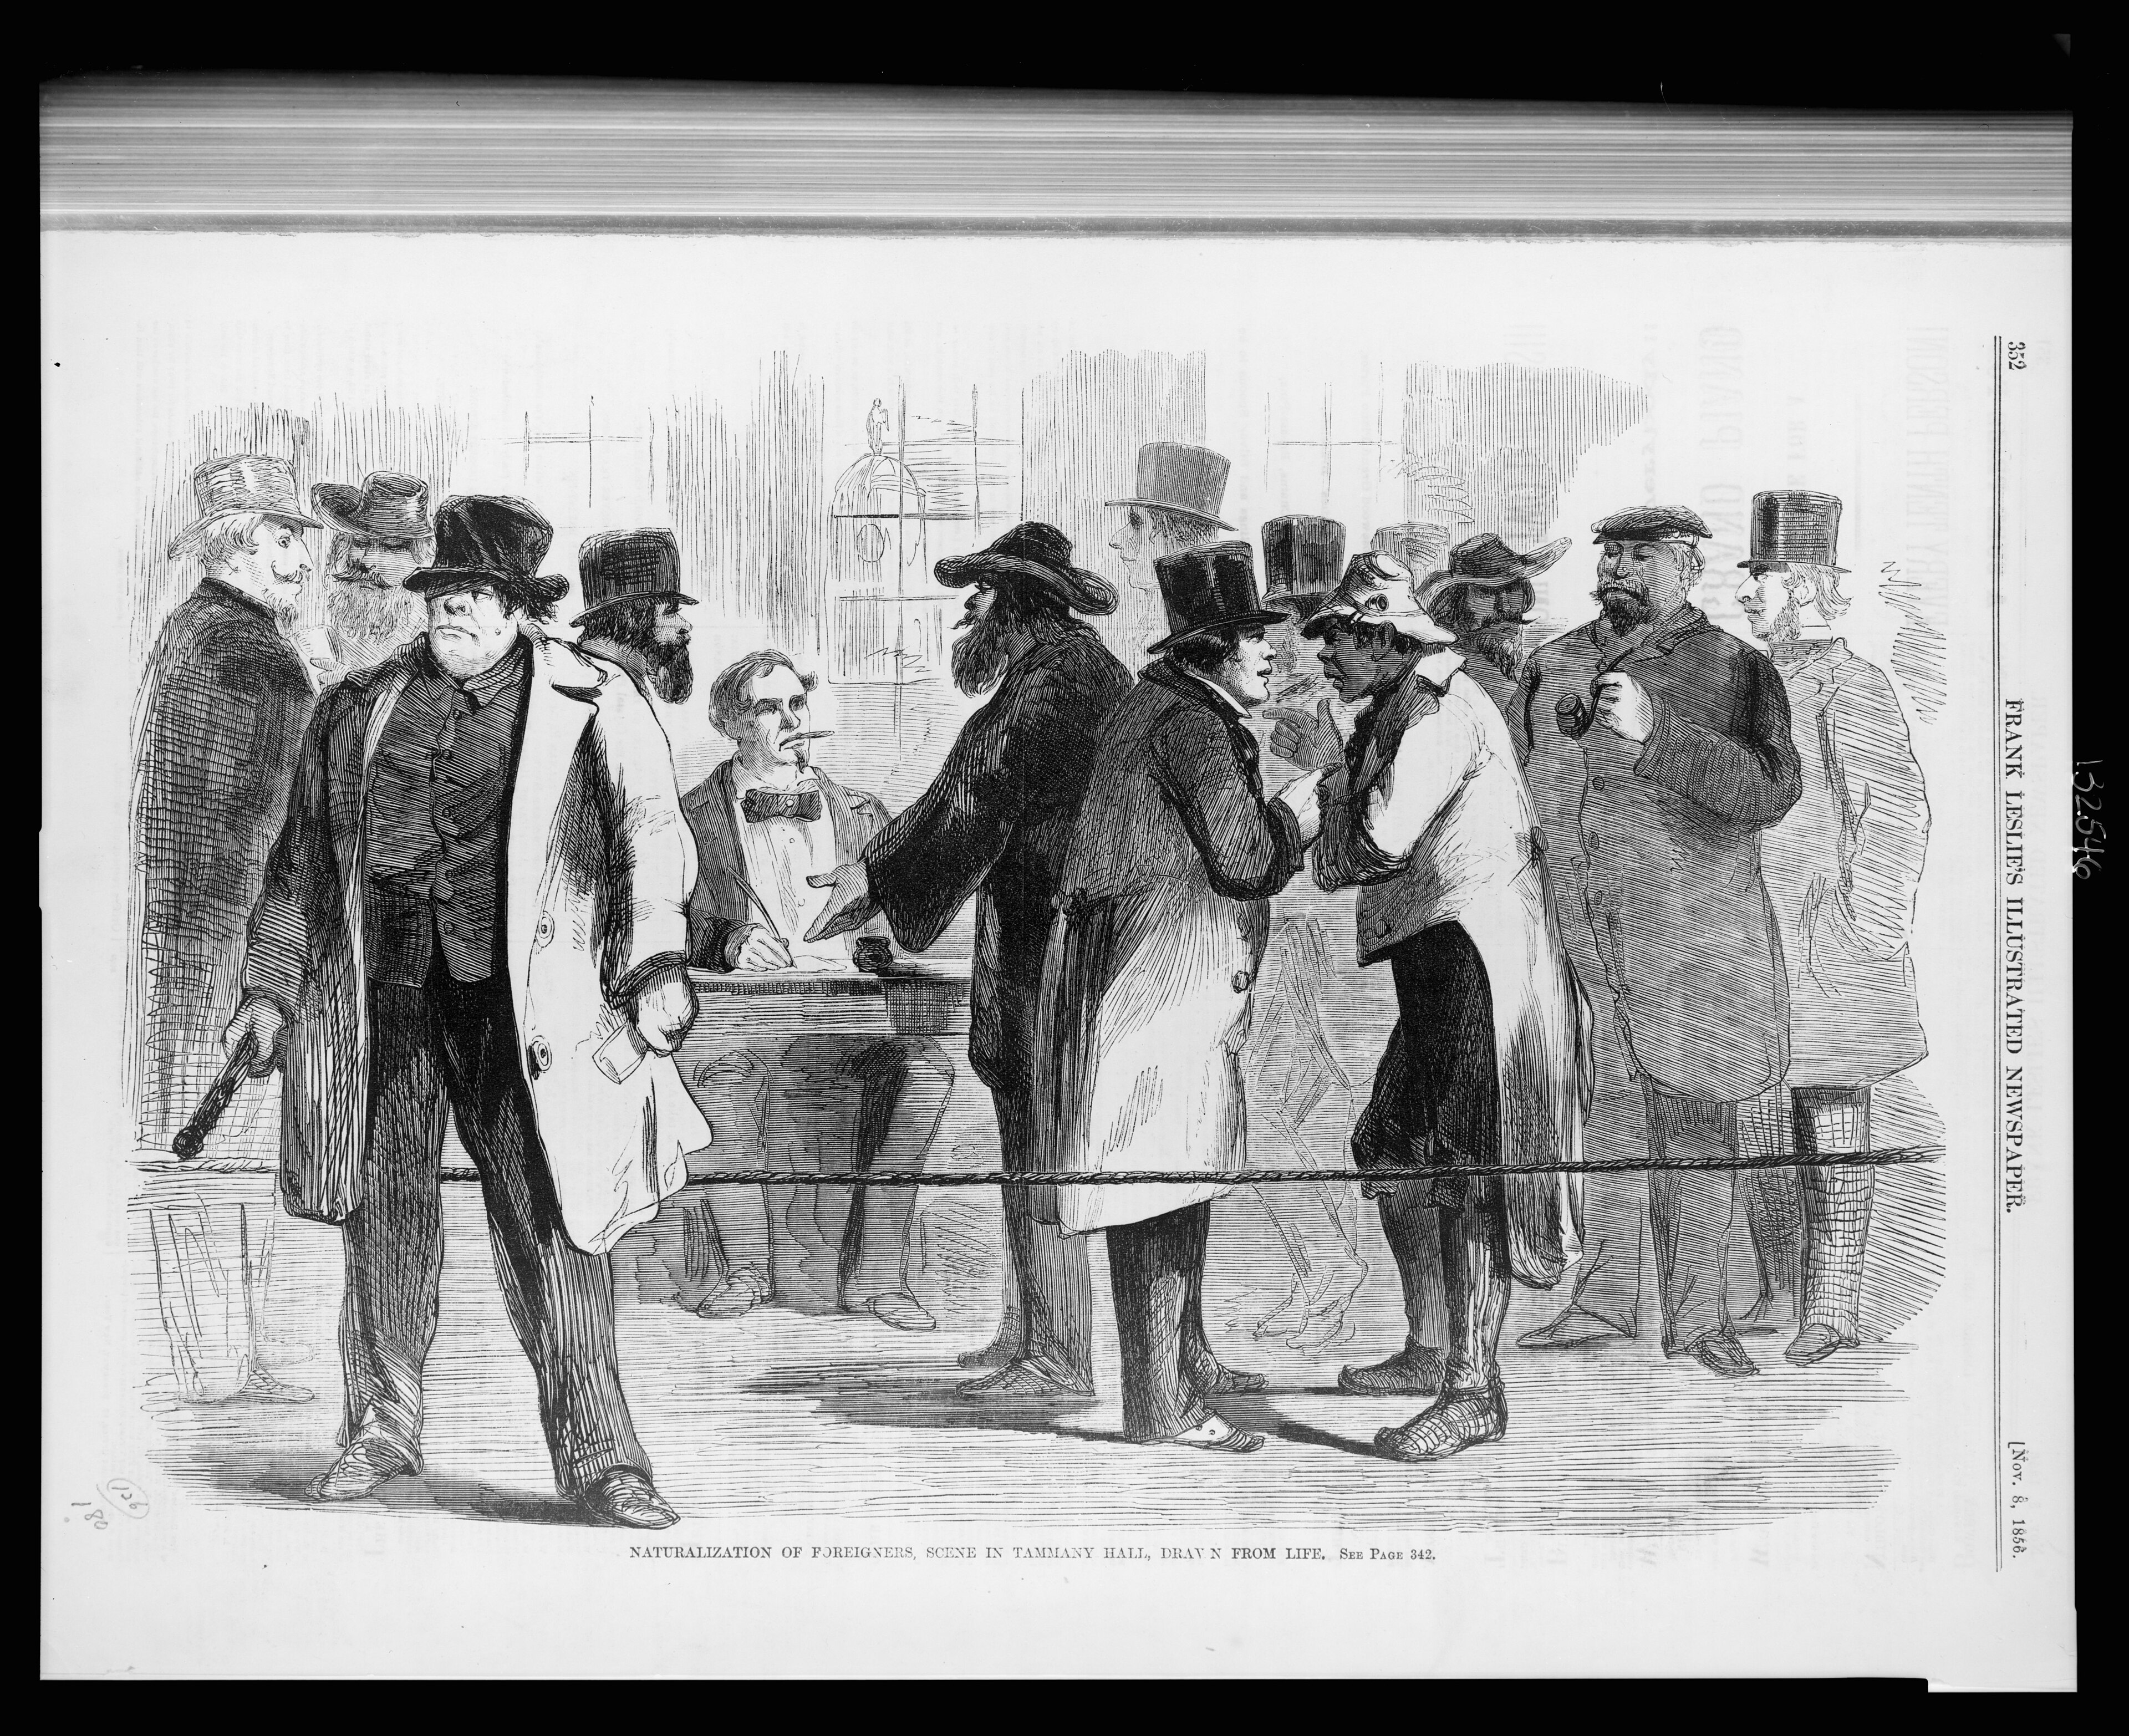 352
FRANK LESLIE'S ILLUSTRATED NEWSPAPER.
[Nov. 8, 1856.
NATURALIZATION OF FOREIGNERS, SCENE IN TAMMANY HALL, DRAWN FROM LIFE. SEE PAGE 342.
132546